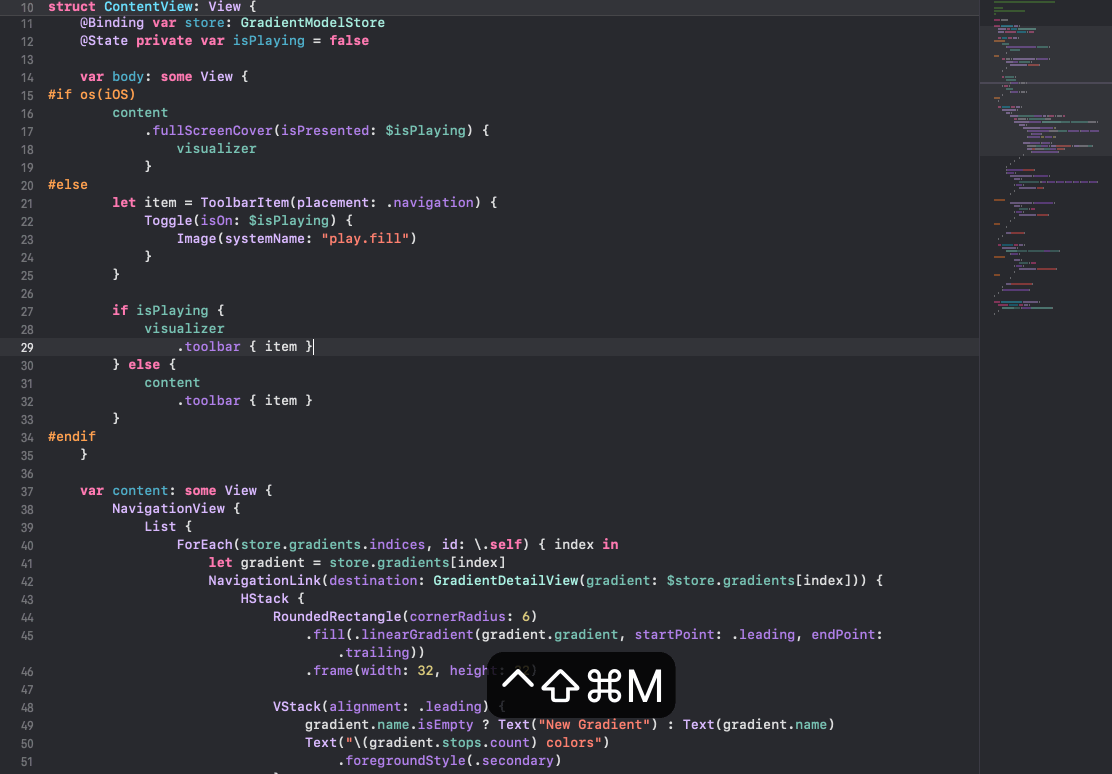 10 struct ContentView: View {
11 @Binding var store: GradientModelStore
12 @State private var isPlaying = false
13
14 var body: some View {
15 #if os(iOS)
16 content
17 .fullScreenCover(isPresented: $isPlaying) {
18 visualizer
19 }
20 #else
21 let item = ToolbarItem(placement: .navigation) {
22 Toggle(isOn: $isPlaying) {
23 Image(systemName: "play.fill")
24 }
25 }
26
27 if isPlaying {
28 visualizer
29 .toolbar { item }
30 } else {
31 content
32 .toolbar { item }
33 }
34 #endif
35 }
36
37 var content: some View {
38 NavigationView {
39 List {
40 ForEach(store.gradients.indices, id: \.self) { index in
41 let gradient = store.gradients[index]
42 NavigationLink(destination: GradientDetailView(gradient: $store.gradients[index])) {
43 HStack {
44 RoundedRectangle(cornerRadius: 6)
45 .fill(.linearGradient(gradient.gradient, startPoint: .leading, endPoint:
.trailing))
46 .frame(width: 32, height: 32)
47
48 VStack(alignment: .leading) {
49 gradient.name.isEmpty ? Text("New Gradient") : Text(gradient.name)
50 Text("\(gradient.stops.count) colors")
51 .foregroundStyle(.secondary)
⌃⇧⌘M